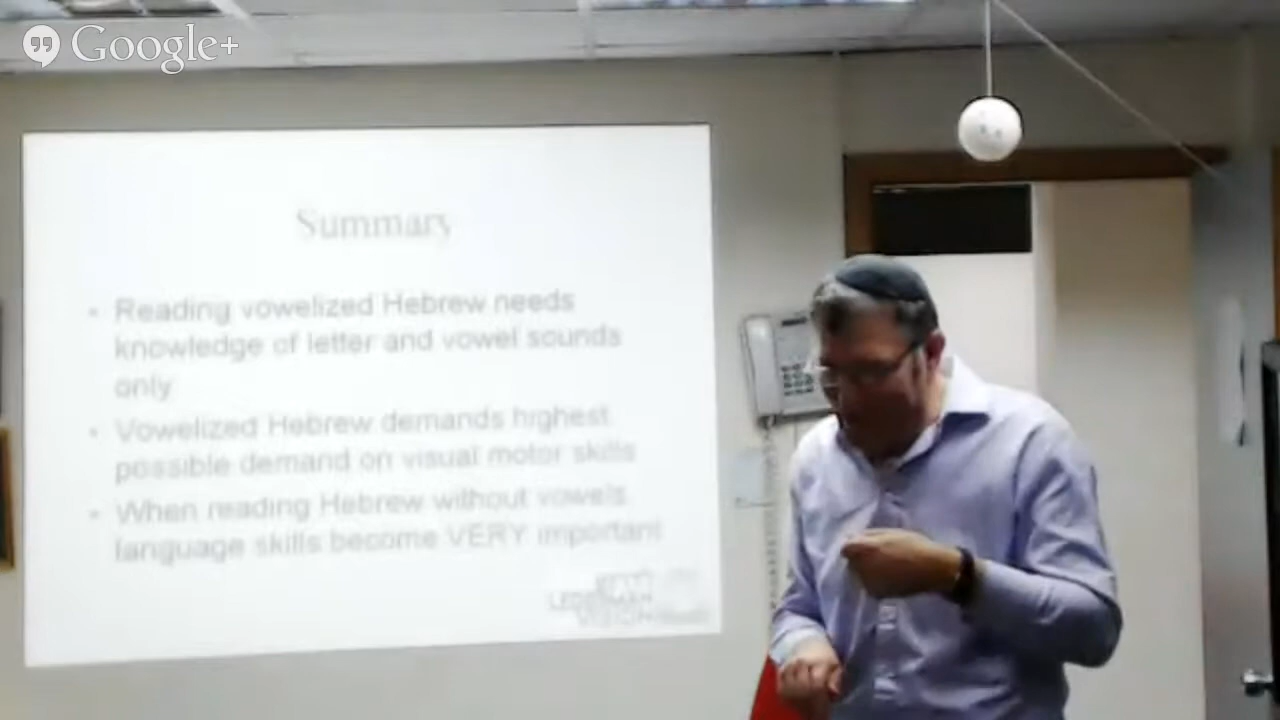 Google+
Summary
• Reading vowelized Hebrew needs
knowledge of letter and vowel sounds
only
• Vowelized Hebrew demands highest
possible demand on visual motor skills
• When reading Hebrew without vowels,
language skills become VERY important
VISION